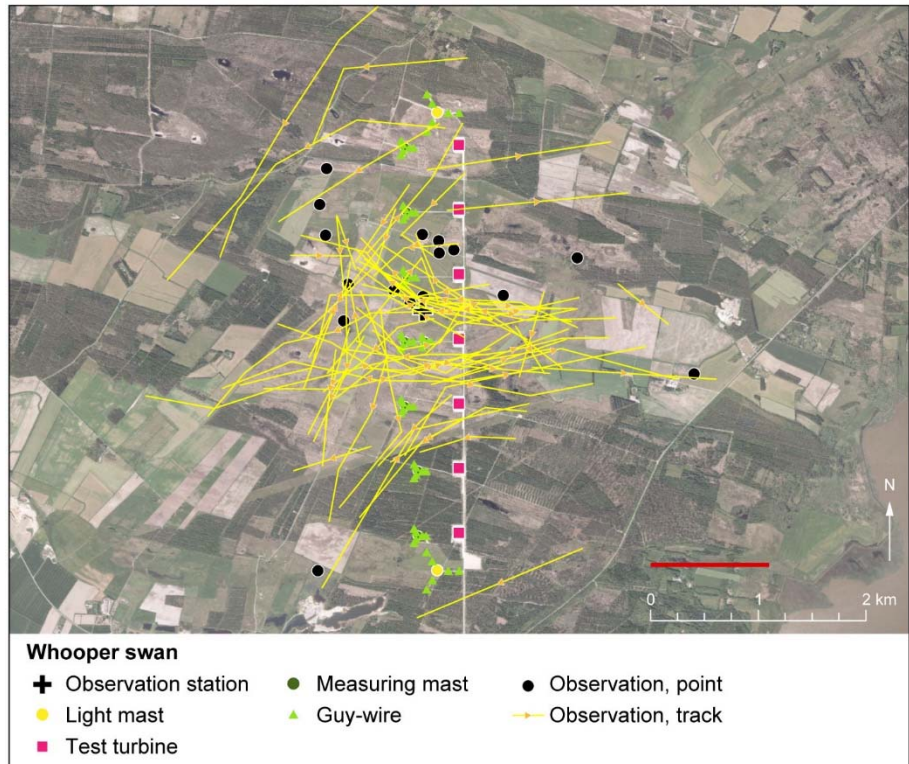 N
0 1 2 km
Whooper swan
Observation station
Measuring mast
Observation, point
Light mast
Guy-wire
Observation, track
Test turbine